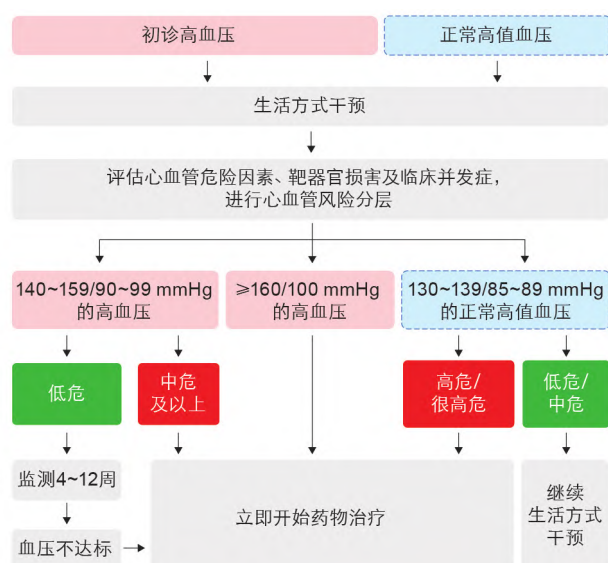 初诊高血压
正常高值血压
生活方式干预
评估心血管危险因素、靶器官损害及临床并发症，
进行心血管风险分层
140~159/90~99 mmHg
的高血压
≥160/100 mmHg
的高血压
130~139/85~89 mmHg
的正常高值血压
低危
中危
及以上
高危/
很高危
低危/
中危
监测4~12周
血压不达标
立即开始药物治疗
继续
生活方式
干预